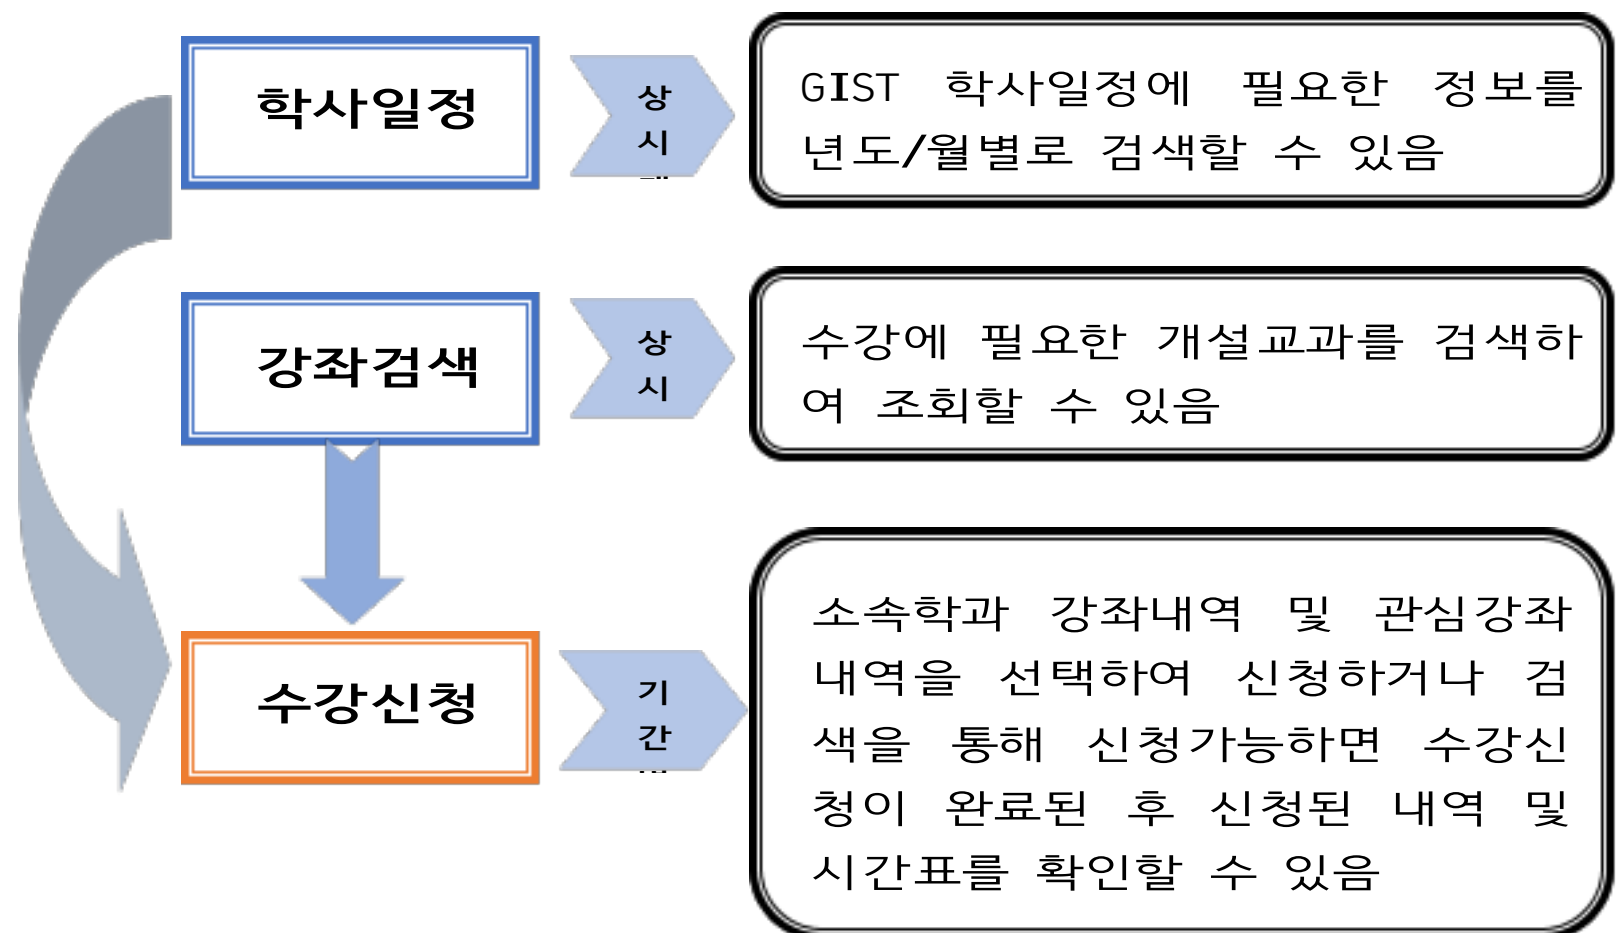 학사일정
상
시
GIST 학사일정에 필요한 정보를
년도/월별로 검색할 수 있음
강좌검색
상
시
수강에 필요한 개설교과를 검색하
여 조회할 수 있음
수강신청
기
간
소속학과 강좌내역 및 관심강좌
내역을 선택하여 신청하거나 검
색을 통해 신청가능하면 수강신
청이 완료된 후 신청된 내역 및
시간표를 확인할 수 있음